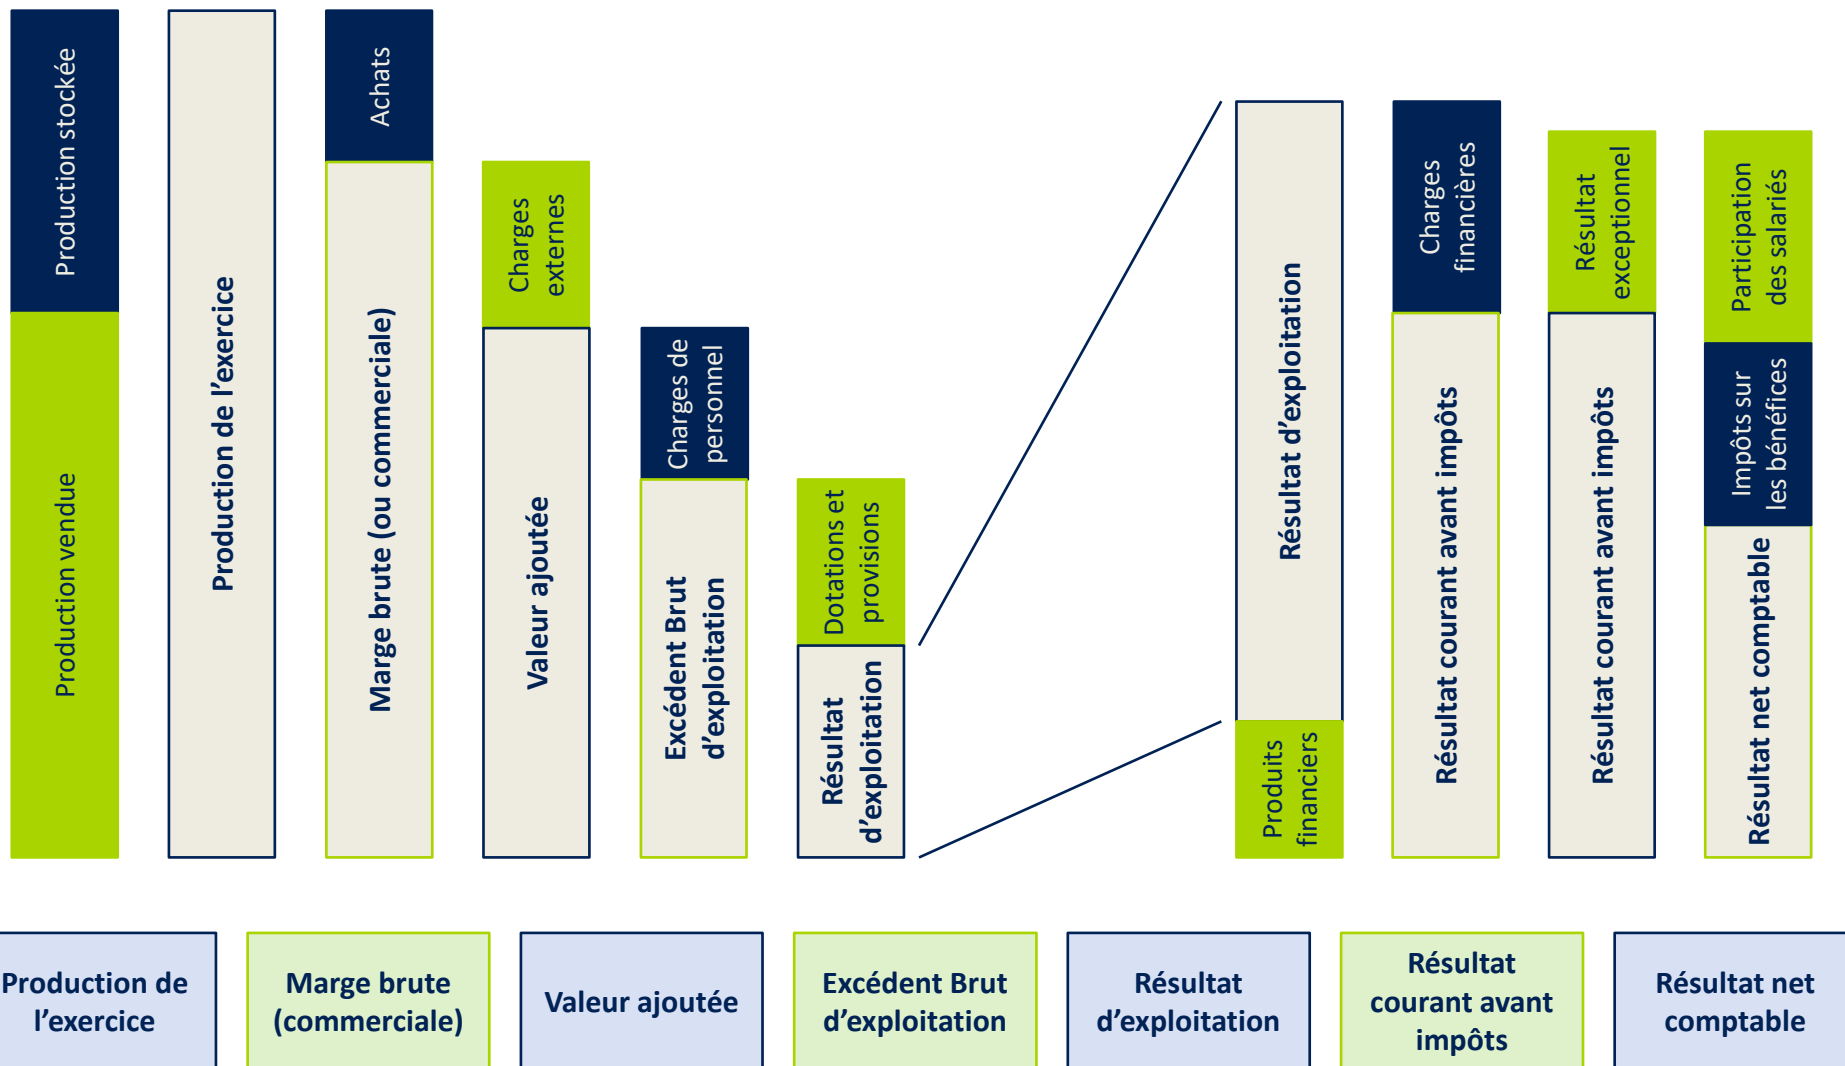 Production stockée
Production vendue
Production de l'exercice
Achats
Marge brute (ou commerciale)
Charges
externes
Valeur ajoutée
Charges de
personnel
Excédent Brut
d'exploitation
Dotations et
provisions
Résultat
d'exploitation
Résultat d'exploitation
Produits
financiers
Charges
financières
Résultat courant avant impôts
Résultat
exceptionnel
Résultat courant avant impôts
Participation
des salariés
Impôts sur
les bénéfices
Résultat net comptable
Production de
l'exercice
Marge brute
(commerciale)
Valeur ajoutée
Excédent Brut
d'exploitation
Résultat
d'exploitation
Résultat
courant avant
impôts
Résultat net
comptable